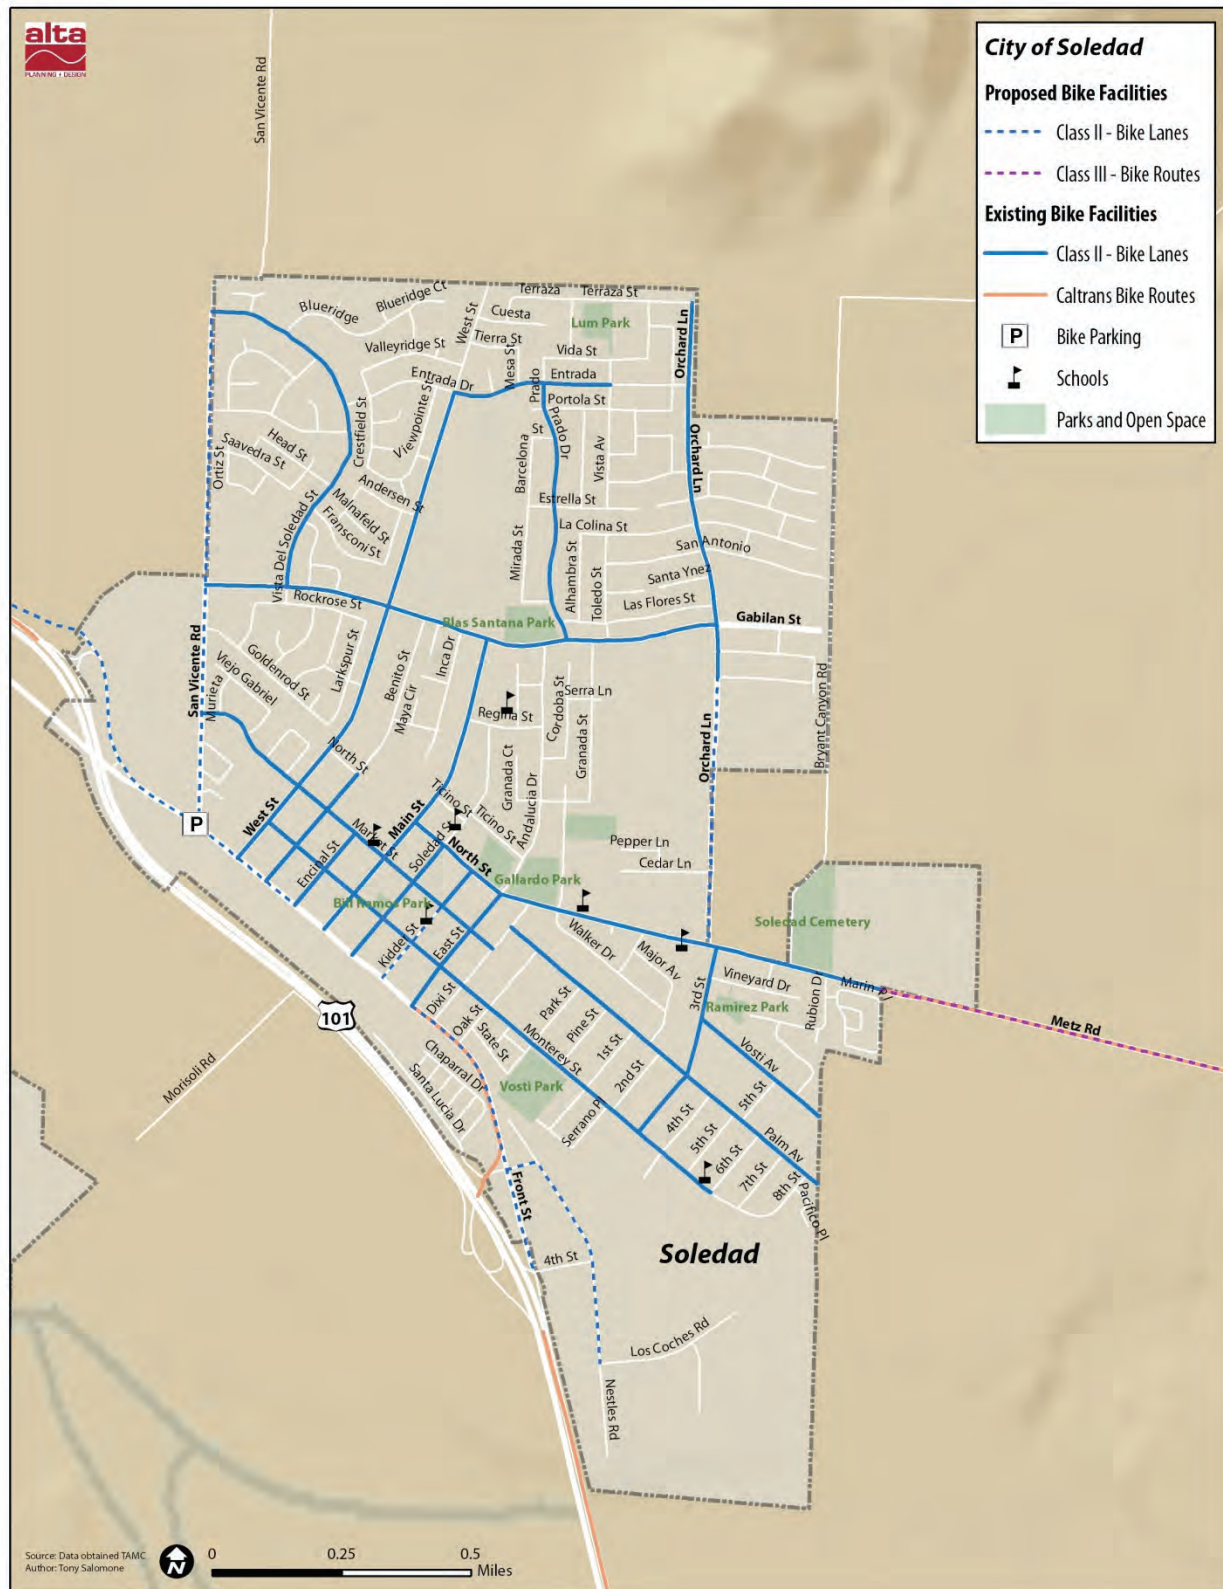 alta
PLANNING + DESIGN
City of Soledad
Proposed Bike Facilities
Class II - Bike Lanes
Class III - Bike Routes
Existing Bike Facilities
Class II - Bike Lanes
Caltrans Bike Routes
P
Bike Parking
Schools
Parks and Open Space
San Vicente Rd
Blueridge
Blueridge Ct
West St
Terraza
Terraza St
Cuesta
Lum Park
Orchard Ln
Valleyridge St
Tierra St
Mesa St
Vida St
Entrada Dr
Entrada
Prado
Portola St
Viewpointe St
Crestfield St
Prado Dr
St
Barcelona
Vista Av
Orchard Ln
Ortiz St
Saavedra St
Head St
Andersen St
Malnafeld St
Fransconi St
Vista Del Soledad St
Estrella St
La Colina St
San Antonio
Mirada St
Alhambra St
Toledo St
Santa Ynez
Las Flores St
Rockrose St
Blas Santana Park
Gabilan St
San Vicente Rd
Murieta
Viejo Gabriel
Goldenrod St
Larkspur St
Benito St
Maya Cir
Inca Dr
Regina St
Cordoba St
Serra Ln
Granada St
Granada Ct
Andalucia Dr
Orchard Ln
Bryant Canyon Rd
North St
West St
P
Encinal St
Market St
Main St
Soledad St
Ticino St
Ticino St
North St
Pepper Ln
Cedar Ln
Gallardo Park
Bill Ramos Park
Soledad Cemetery
Kidder St
East St
Walker Dr
Major Av
Vineyard Dr
Rubion Dr
Marin Pl
Ramirez Park
3rd St
Metz Rd
Dixi St
Oak St
State St
Park St
Pine St
Monterey St
1st St
2nd St
Vosti Av
101
Morisoli Rd
Chaparral Dr
Santa Lucia Dr
Vosti Park
Serrano Pl
4th St
5th St
5th St
6th St
7th St
8th St
Palm Av
Pacifico Pl
Front St
4th St
Soledad
Los Coches Rd
Nestles Rd
Source: Data obtained TAMC
Author: Tony Salomone
N
0 0.25 0.5
Miles